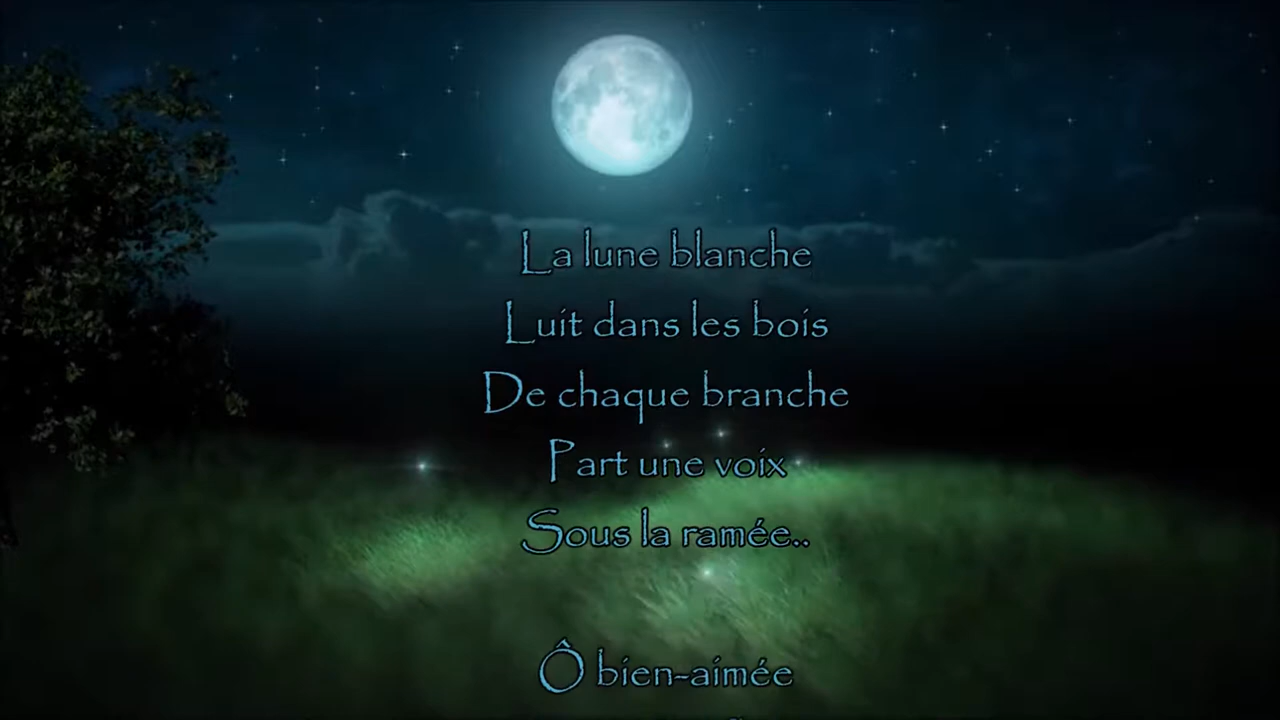 La lune blanche
Luit dans les bois
De chaque branche
Part une voix
Sous la ramée..
Ô bien-aimée